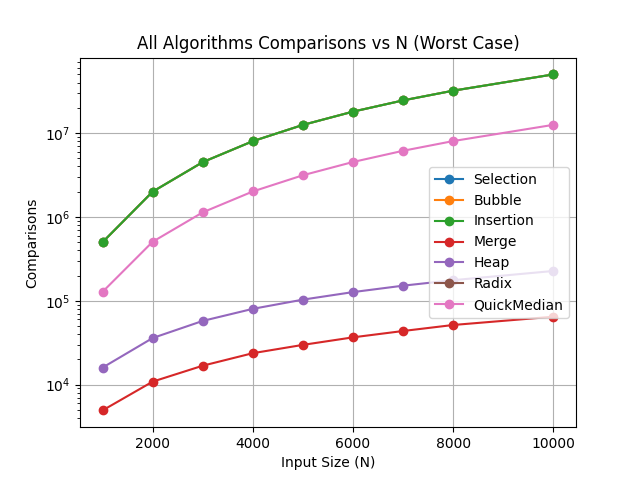 All Algorithms Comparisons vs N (Worst Case)
Comparisons
10^7
10^6
10^5
10^4
Selection
Bubble
Insertion
Merge
Heap
Radix
QuickMedian
2000 4000 6000 8000 10000
Input Size (N)